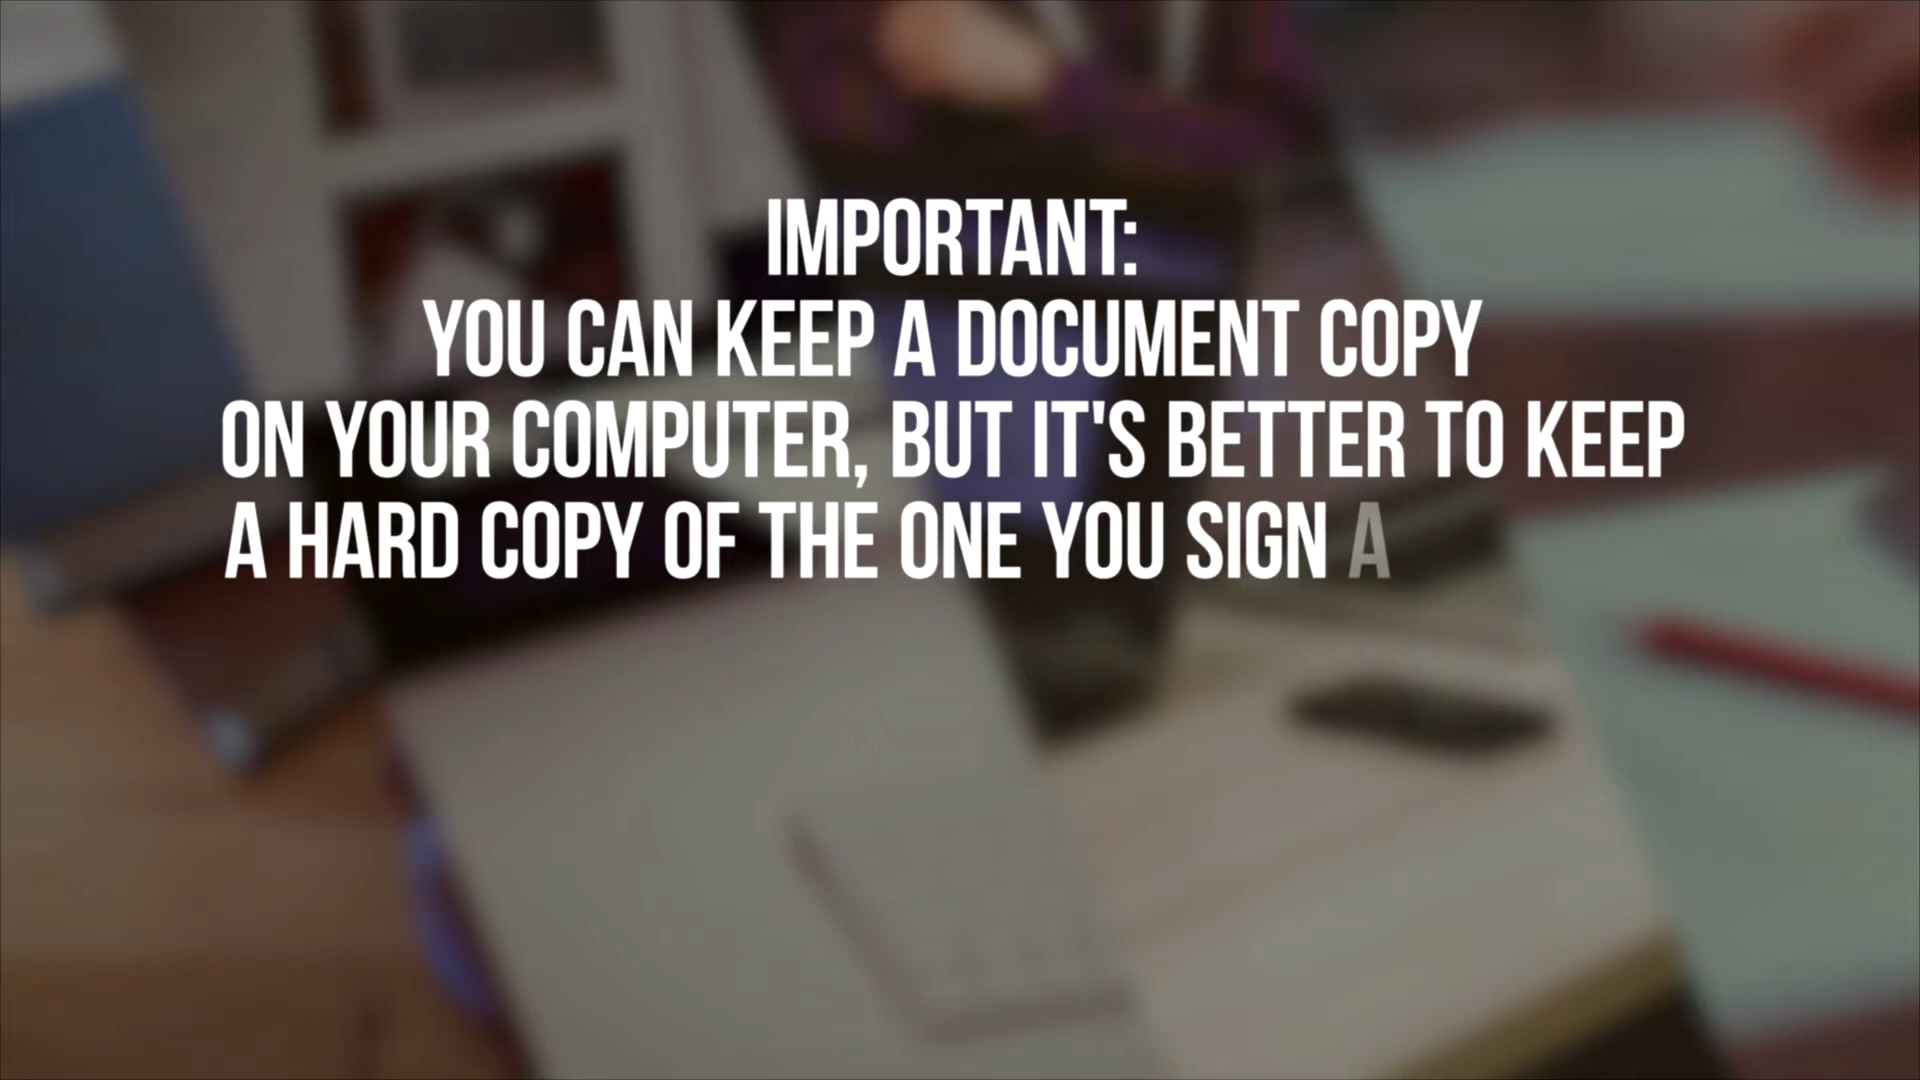 IMPORTANT:
YOU CAN KEEP A DOCUMENT COPY
ON YOUR COMPUTER, BUT IT'S BETTER TO KEEP
A HARD COPY OF THE ONE YOU SIGN A